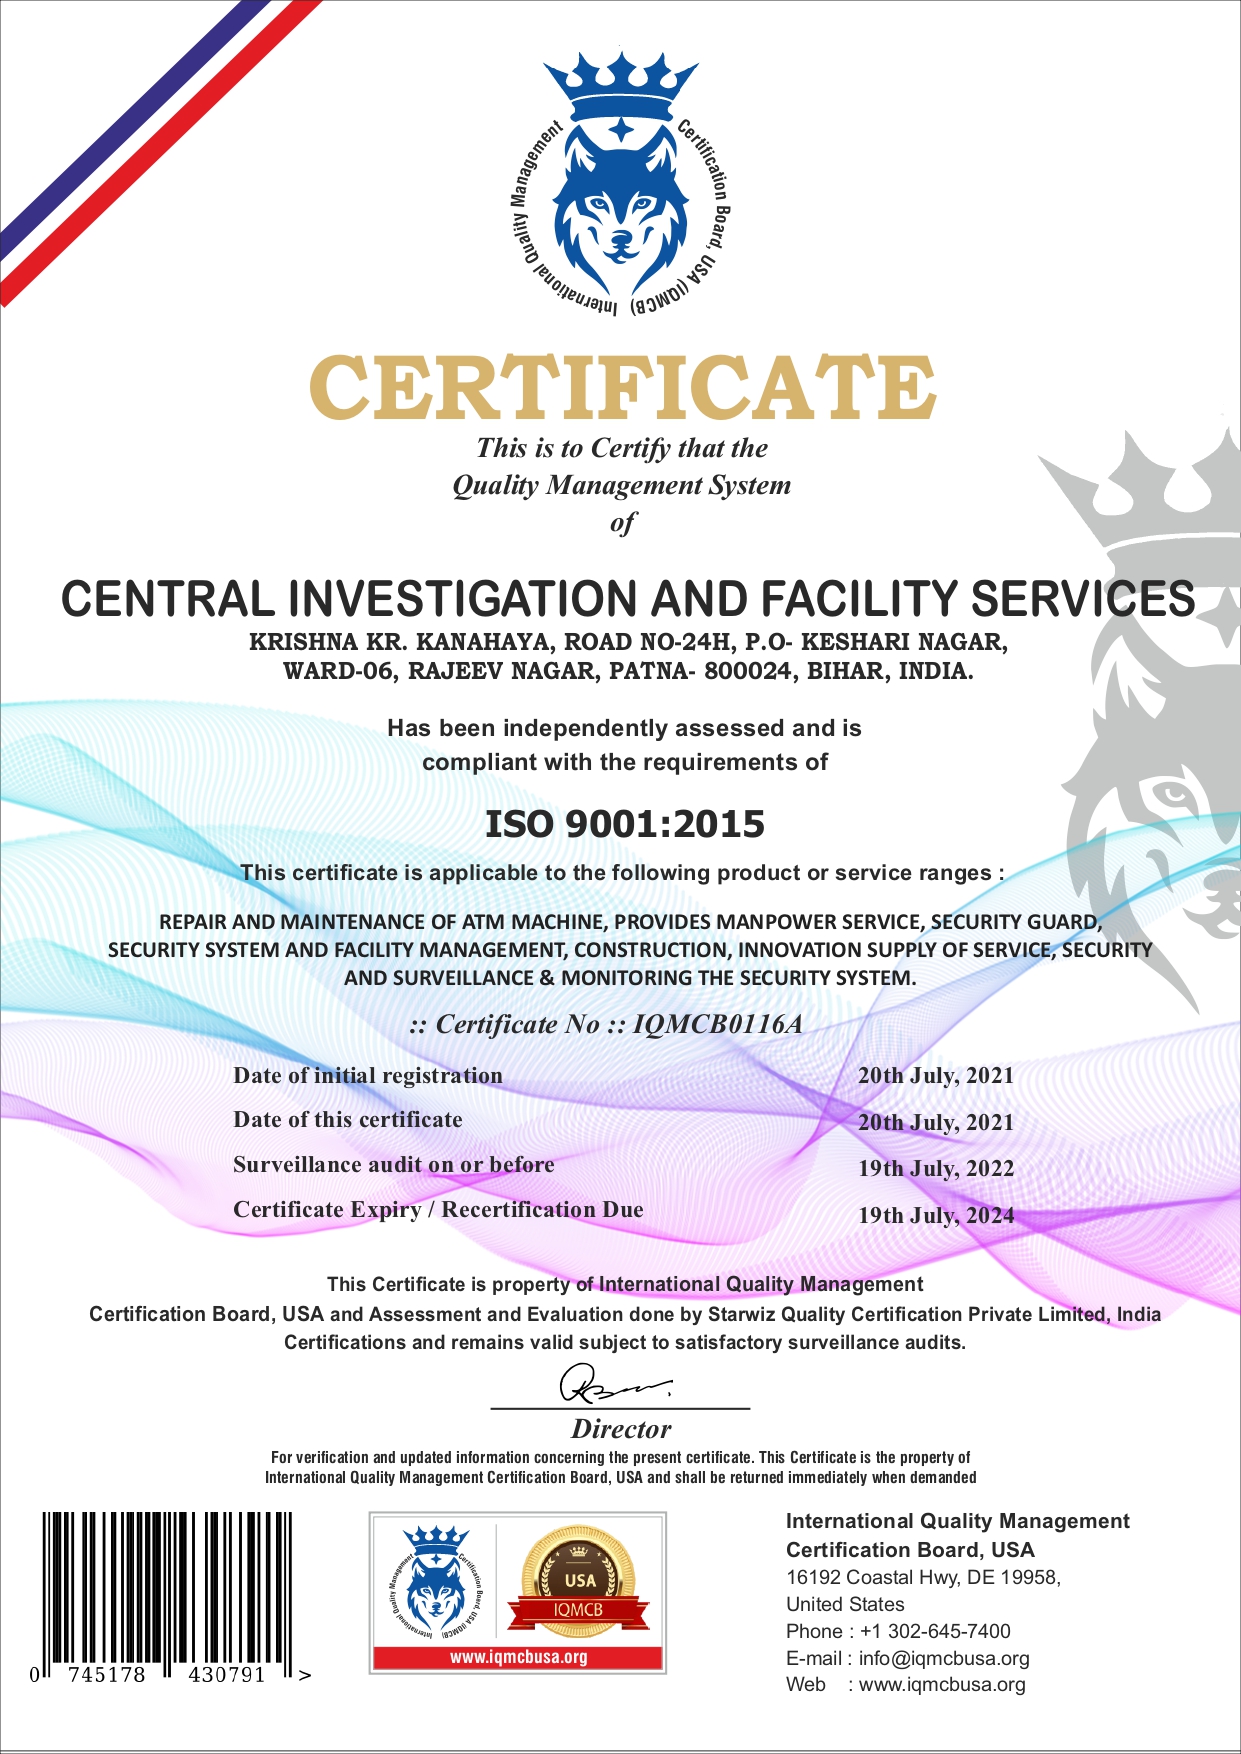 International Quality Management Certification Board, USA (IQMCB)
CERTIFICATE
This is to Certify that the
Quality Management System
of
CENTRAL INVESTIGATION AND FACILITY SERVICES
KRISHNA KR. KANAHAYA, ROAD NO-24H, P.O- KESHARI NAGAR,
WARD-06, RAJEEV NAGAR, PATNA- 800024, BIHAR, INDIA.
Has been independently assessed and is
compliant with the requirements of
ISO 9001:2015
This certificate is applicable to the following product or service ranges :
REPAIR AND MAINTENANCE OF ATM MACHINE, PROVIDES MANPOWER SERVICE, SECURITY GUARD,
SECURITY SYSTEM AND FACILITY MANAGEMENT, CONSTRUCTION, INNOVATION SUPPLY OF SERVICE, SECURITY
AND SURVEILLANCE & MONITORING THE SECURITY SYSTEM.
:: Certificate No :: IQMCB0116A
Date of initial registration 20th July, 2021
Date of this certificate 20th July, 2021
Surveillance audit on or before 19th July, 2022
Certificate Expiry / Recertification Due 19th July, 2024
This Certificate is property of International Quality Management
Certification Board, USA and Assessment and Evaluation done by Starwiz Quality Certification Private Limited, India
Certifications and remains valid subject to satisfactory surveillance audits.
Director
For verification and updated information concerning the present certificate. This Certificate is the property of
International Quality Management Certification Board, USA and shall be returned immediately when demanded
0 745178 430791 >
International Quality Management Certification Board, USA (IQMCB)
USA
IQMCB
www.iqmcbusa.org
International Quality Management
Certification Board, USA
16192 Coastal Hwy, DE 19958,
United States
Phone : +1 302-645-7400
E-mail : info@iqmcbusa.org
Web : www.iqmcbusa.org